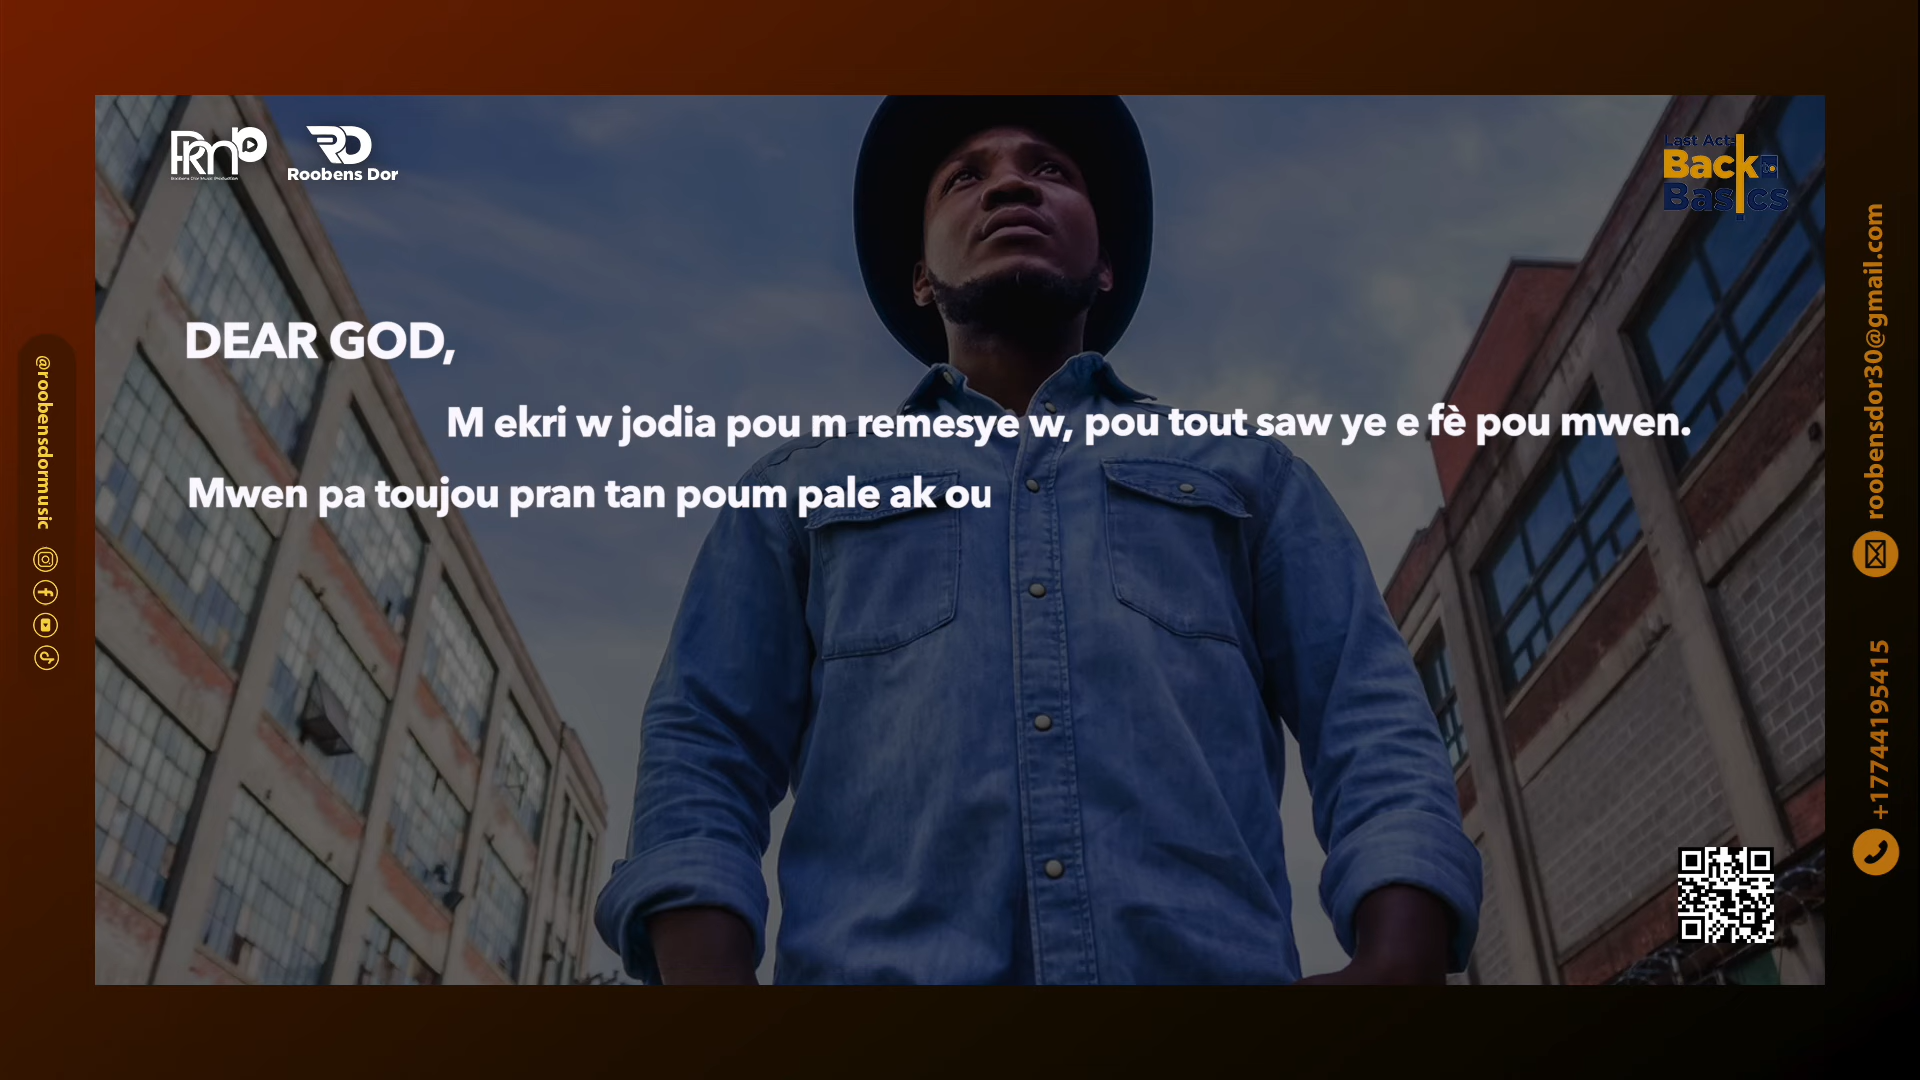 Roobens Dor
Last Act-
Back to
Basics
DEAR GOD,
M ekri w jodia pou m remesye w, pou tout saw ye e fè pou mwen.
Mwen pa toujou pran tan poum pale ak ou
@roobensdormusic
roobensdor30@gmail.com
+17744195415